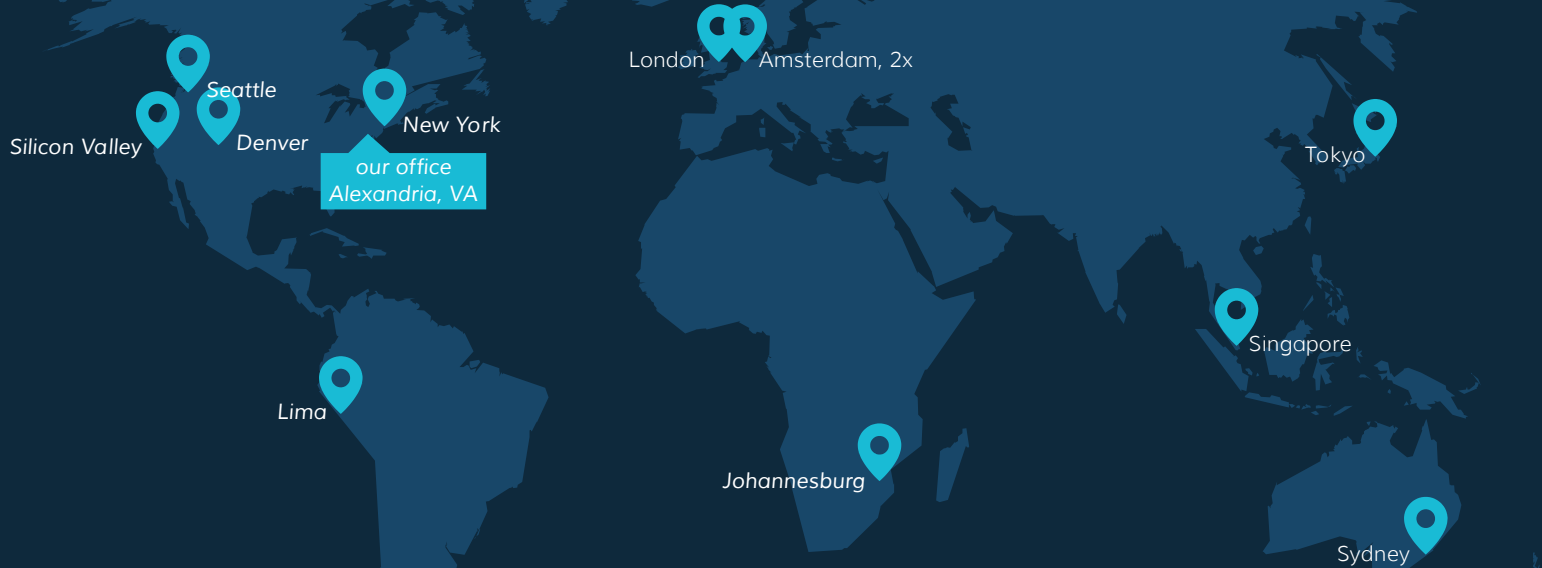 London
Amsterdam, 2x
Seattle
New York
Silicon Valley
Denver
our office
Alexandria, VA
Tokyo
Singapore
Lima
Johannesburg
Sydney